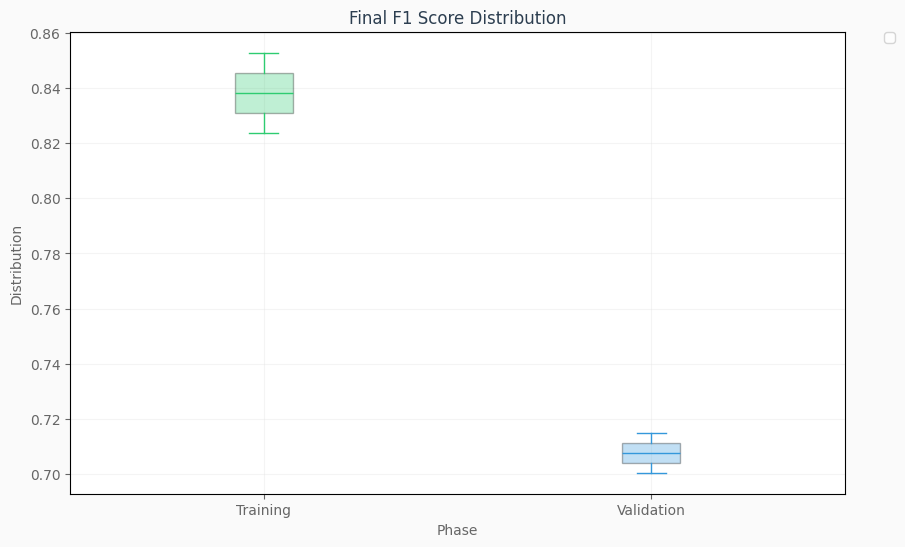 Final F1 Score Distribution
0.86
0.84
0.82
0.80
0.78
0.76
0.74
0.72
0.70
Distribution
Training
Validation
Phase